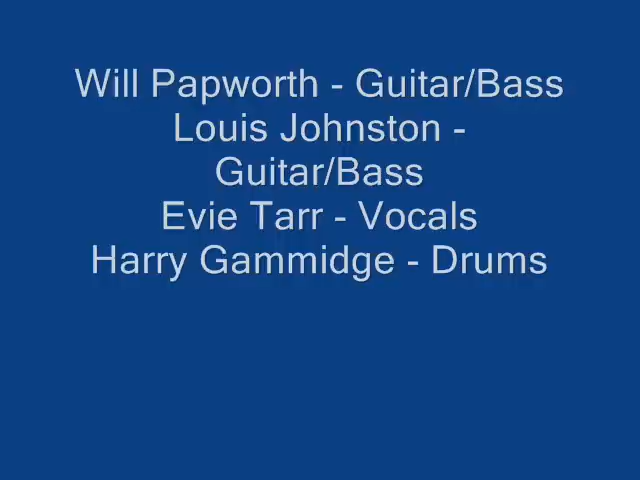 Will Papworth - Guitar/Bass
Louis Johnston -
Guitar/Bass
Evie Tarr - Vocals
Harry Gammidge - Drums